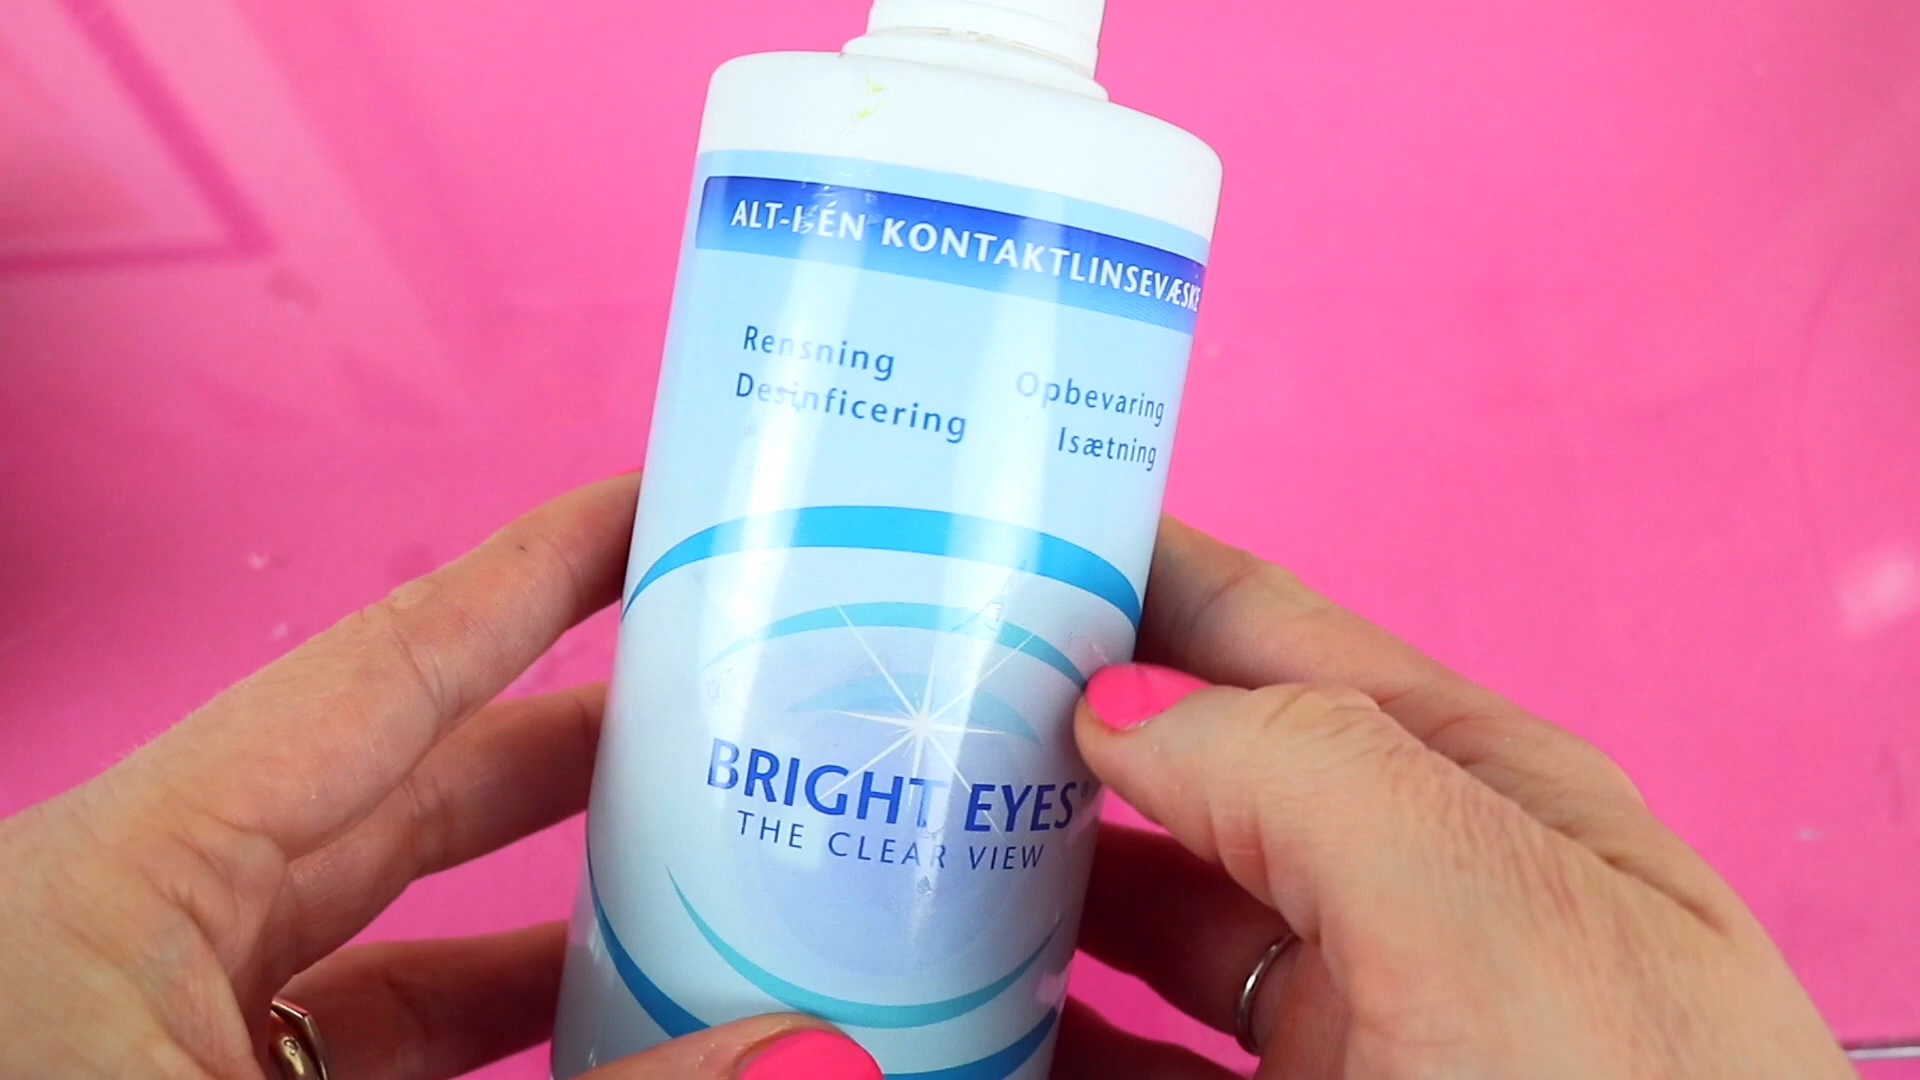 ALT-I-ÉN KONTAKTLINSEVÆSKE
Rensning
Desinficering
Opbevaring
Isætning
BRIGHT EYES®
THE CLEAR VIEW